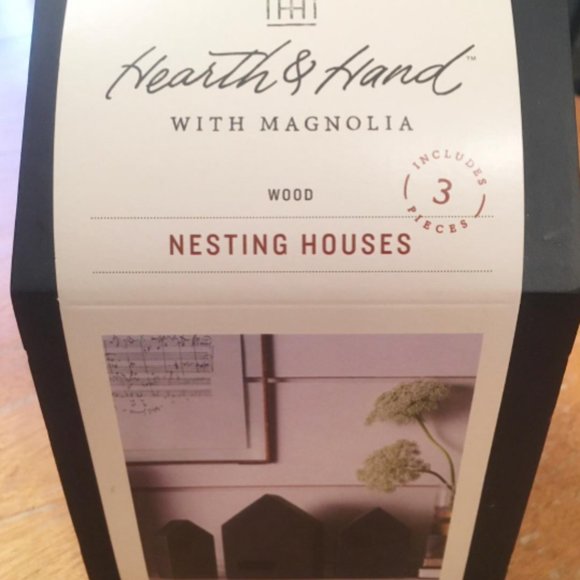 Hearth & Hand™
WITH MAGNOLIA
INCLUDES
3
PIECES
WOOD
NESTING HOUSES